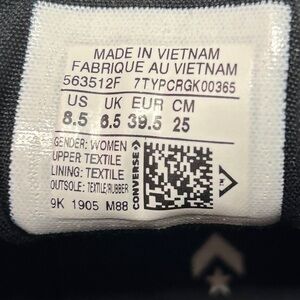 MADE IN VIETNAM
FABRIQUE AU VIETNAM
563512F 7TYPCRGK00365
US UK EUR CM
8.5 6.5 39.5 25
GENDER: WOMEN
UPPER TEXTILE
LINING: TEXTILE
OUTSOLE: TEXTILE/RUBBER
9K 1905 M88
CONVERSE